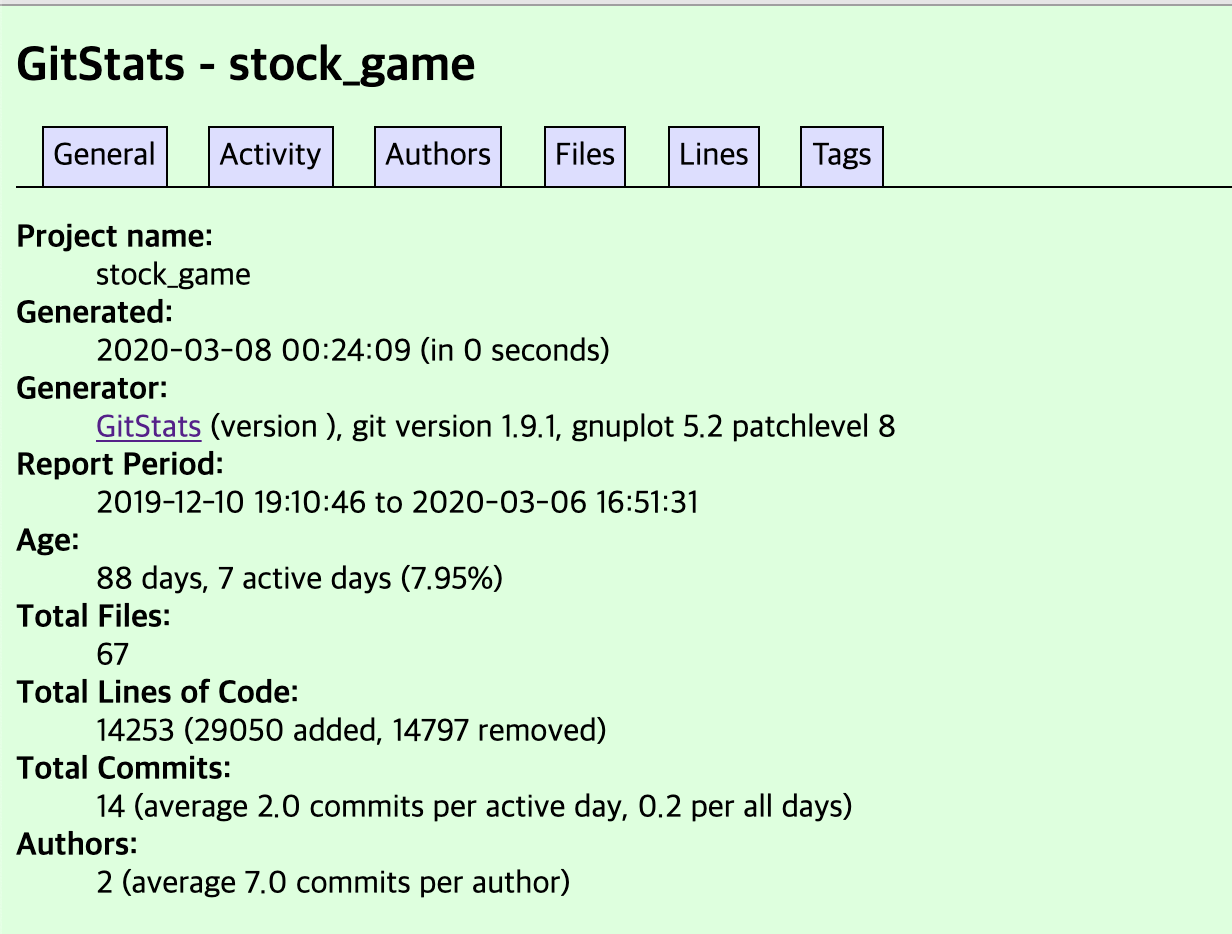 GitStats - stock_game
General Activity Authors Files Lines Tags
Project name:
stock_game
Generated:
2020-03-08 00:24:09 (in 0 seconds)
Generator:
GitStats (version ), git version 1.9.1, gnuplot 5.2 patchlevel 8
Report Period:
2019-12-10 19:10:46 to 2020-03-06 16:51:31
Age:
88 days, 7 active days (7.95%)
Total Files:
67
Total Lines of Code:
14253 (29050 added, 14797 removed)
Total Commits:
14 (average 2.0 commits per active day, 0.2 per all days)
Authors:
2 (average 7.0 commits per author)